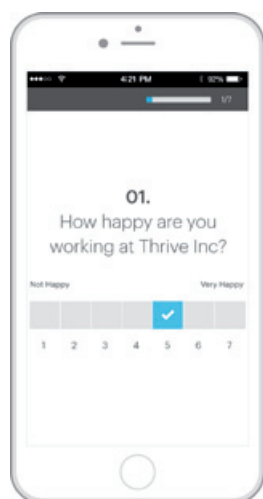 4:21 PM 92%
1/7
01.
How happy are you
working at Thrive Inc?
Not Happy Very Happy
1 2 3 4 5 6 7